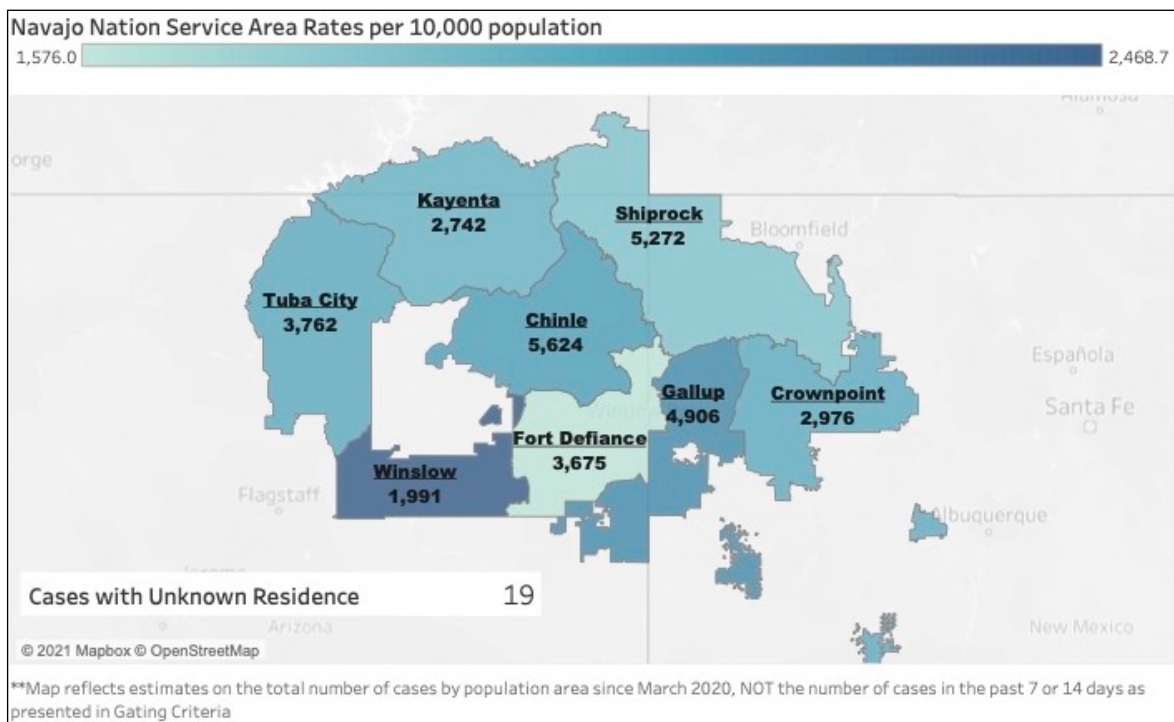 Navajo Nation Service Area Rates per 10,000 population
1,576.0
2,468.7
Kayenta
2,742
Shiprock
5,272
Bloomfield
Tuba City
3,762
Chinle
5,624
Española
Gallup
4,906
Crownpoint
2,976
Santa Fe
Fort Defiance
3,675
Winslow
1,991
Flagstaff
Albuquerque
Cases with Unknown Residence 19
Arizona
New Mexico
© 2021 Mapbox © OpenStreetMap
**Map reflects estimates on the total number of cases by population area since March 2020, NOT the number of cases in the past 7 or 14 days as
presented in Gating Criteria